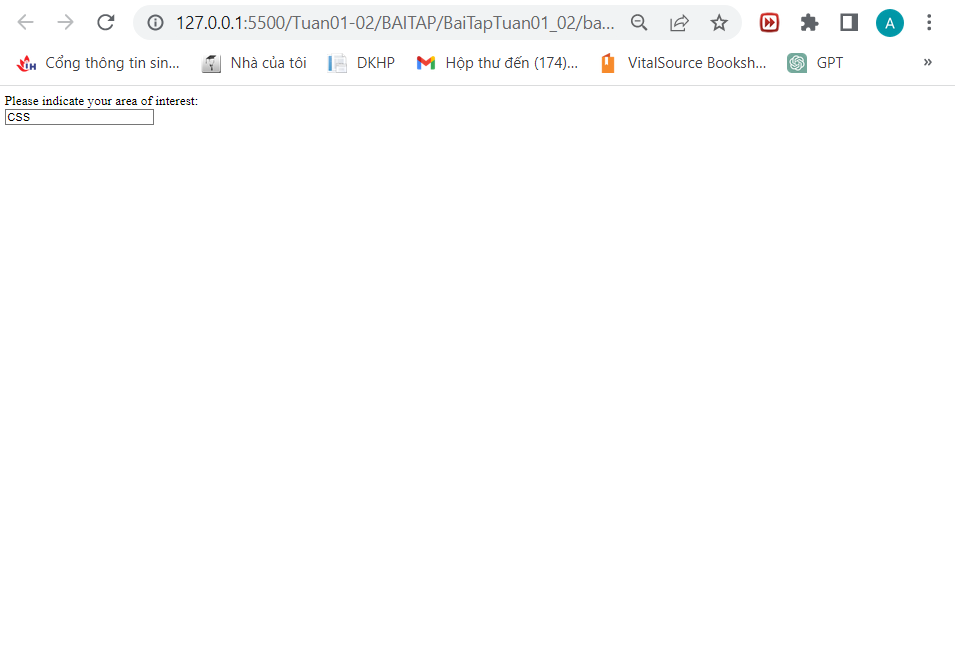 127.0.0.1:5500/Tuan01-02/BAITAP/BaiTapTuan01_02/ba...
A
Cổng thông tin sin... Nhà của tôi DKHP Hộp thư đến (174)... VitalSource Booksh... GPT »
Please indicate your area of interest:
CSS